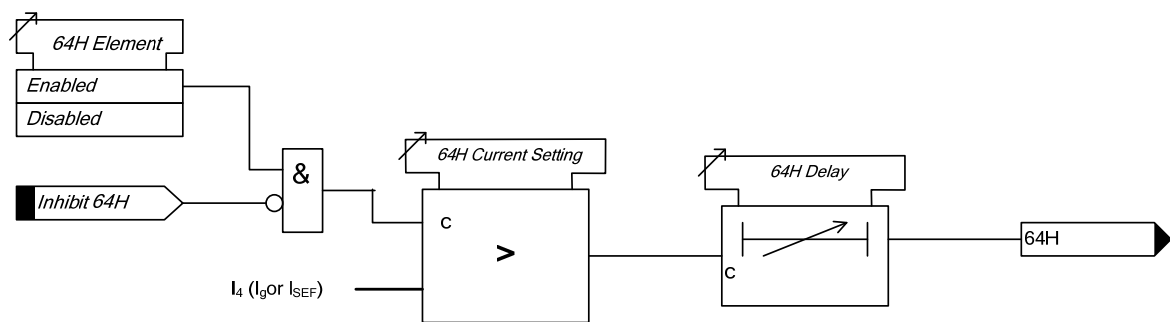 64H Element
Enabled
Disabled
Inhibit 64H
&
64H Current Setting
c
>
I4 (Igor ISEF)
64H Delay
c
64H